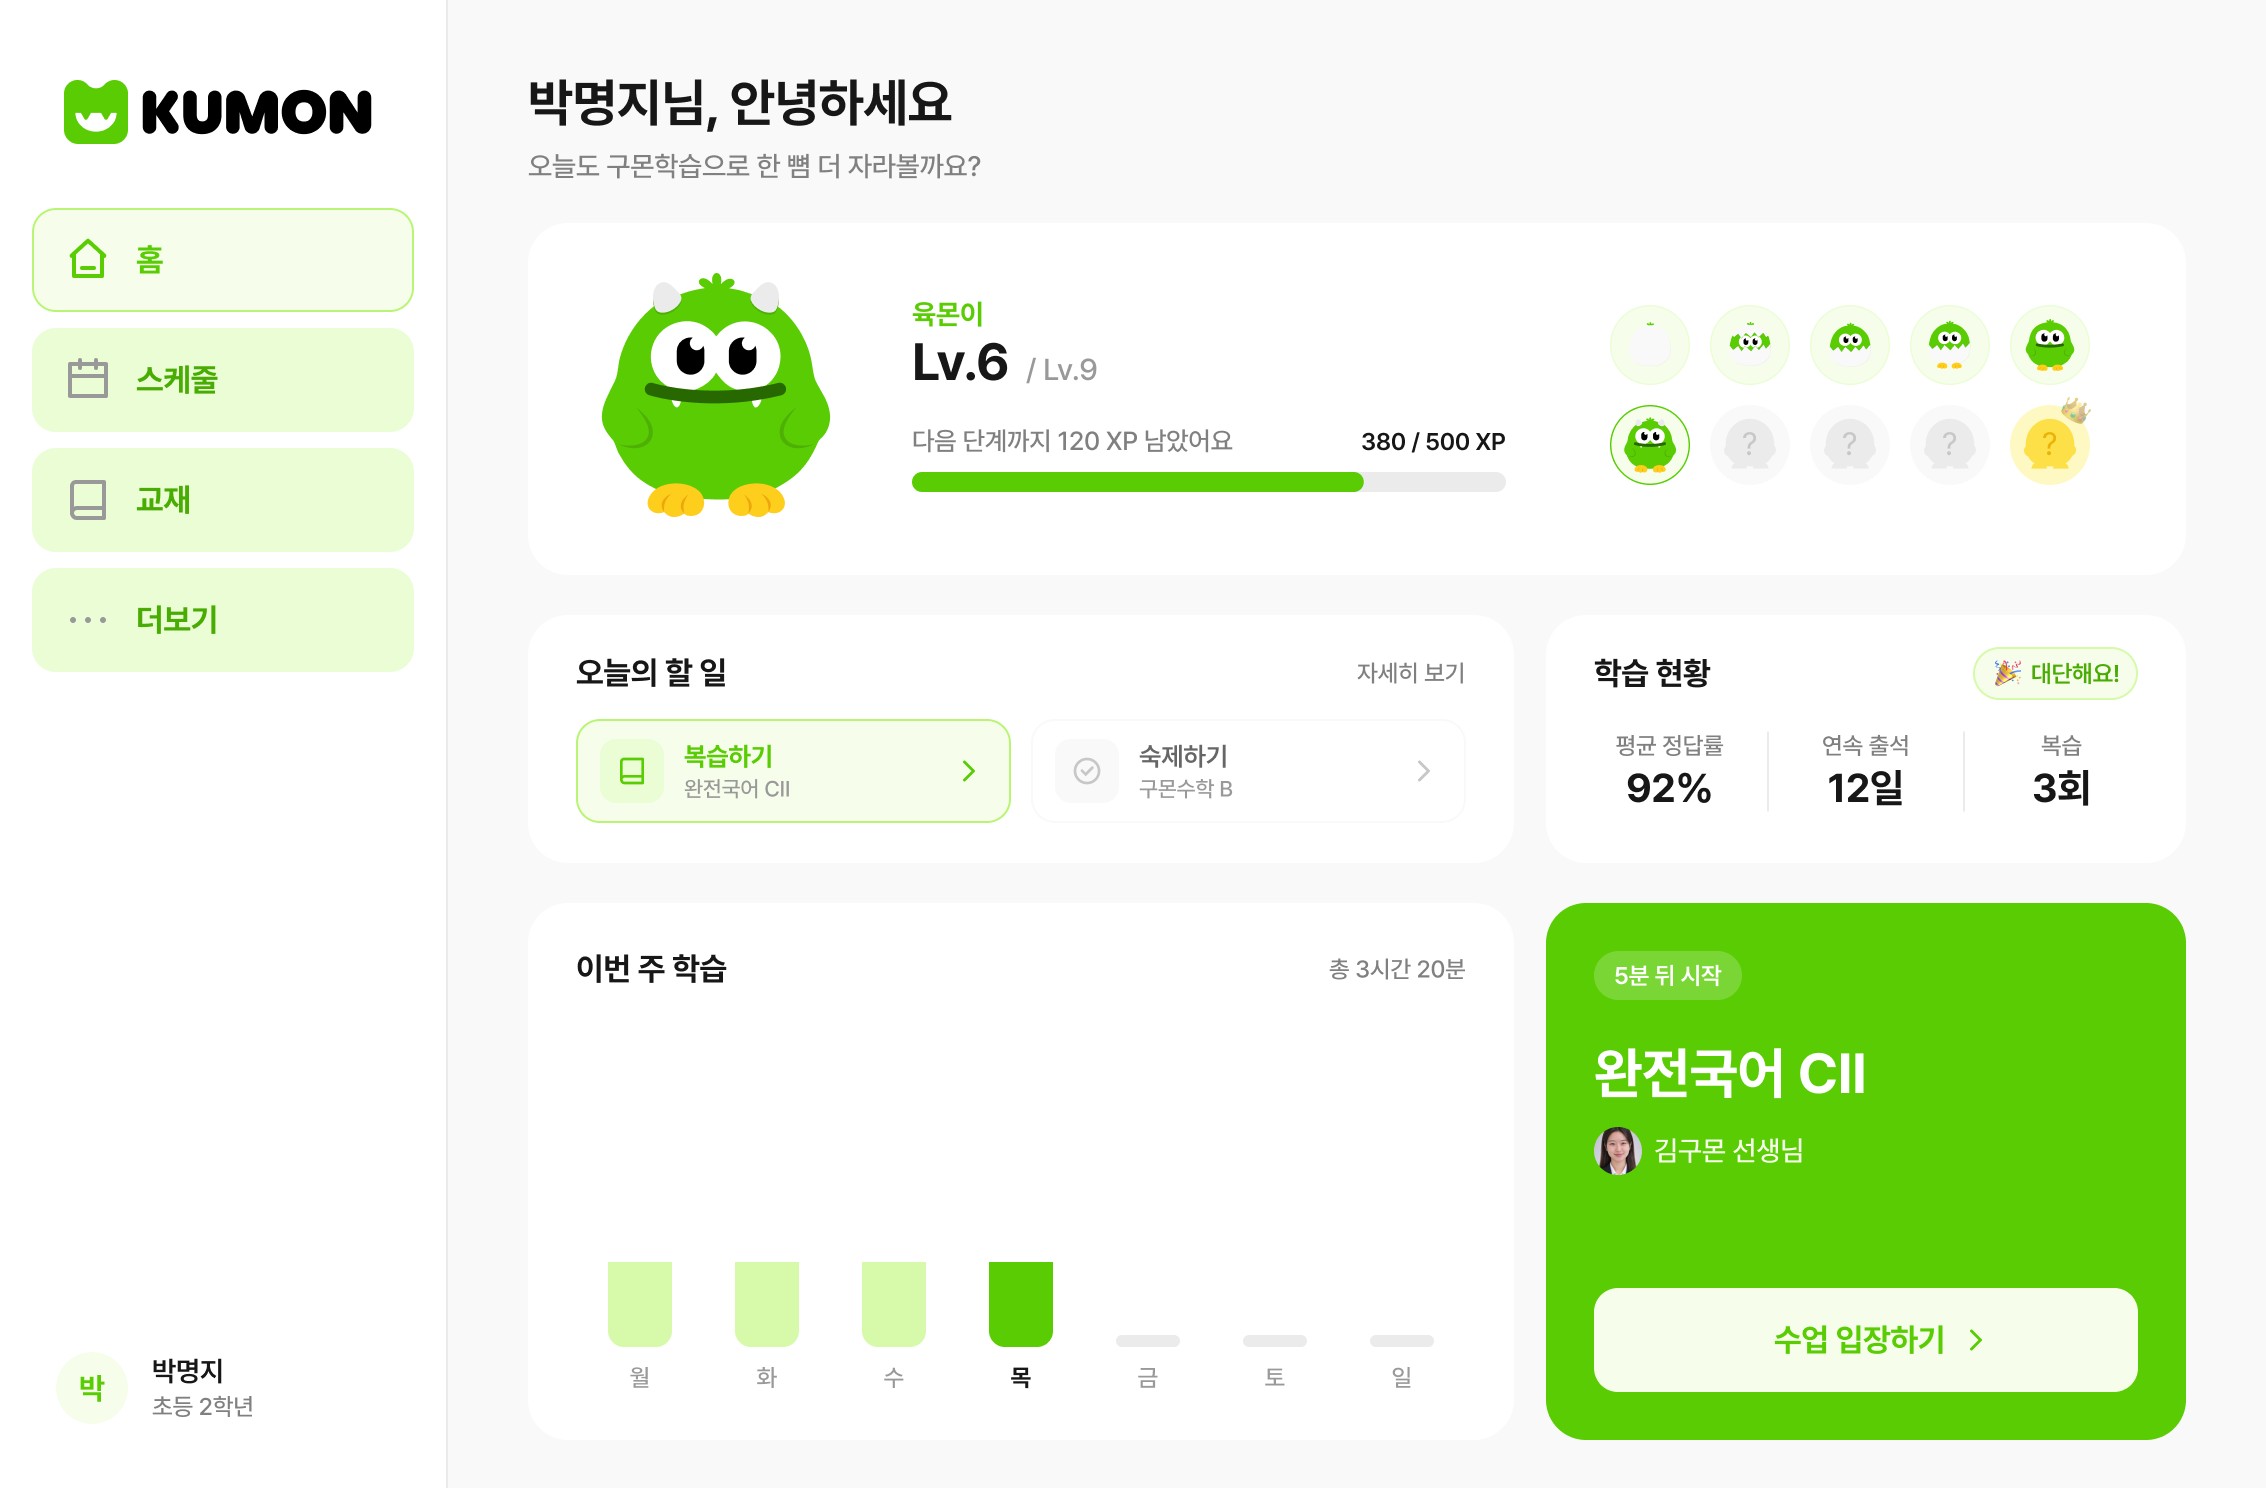 KUMON
홈
스케줄
교재
더보기
박
박명지
초등 2학년
박명지님, 안녕하세요
오늘도 구몬학습으로 한 뼘 더 자라볼까요?
육몬이
Lv.6 / Lv.9
다음 단계까지 120 XP 남았어요
380 / 500 XP
? ? ? ?
오늘의 할 일
자세히 보기
복습하기
완전국어 CII
숙제하기
구몬수학 B
학습 현황
🎉 대단해요!
평균 정답률
92%
연속 출석
12일
복습
3회
이번 주 학습
총 3시간 20분
월 화 수 목 금 토 일
5분 뒤 시작
완전국어 CII
김구몬 선생님
수업 입장하기